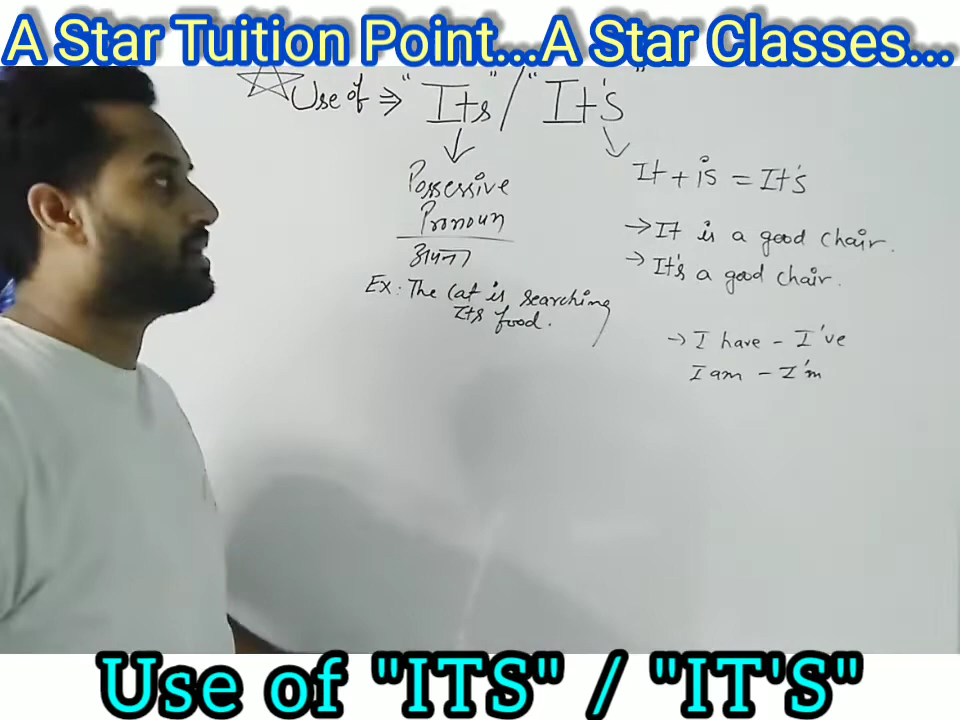 A Star Tuition Point...A Star Classes...
Use of ⇒ "Its" / "It's"
Possessive
Pronoun
अपना
Ex: The Cat is searching
Its food.
It + is = It's
→ It is a good chair.
→ It's a good chair.
→ I have - I've
I am - I'm
Use of "ITS" / "IT'S"